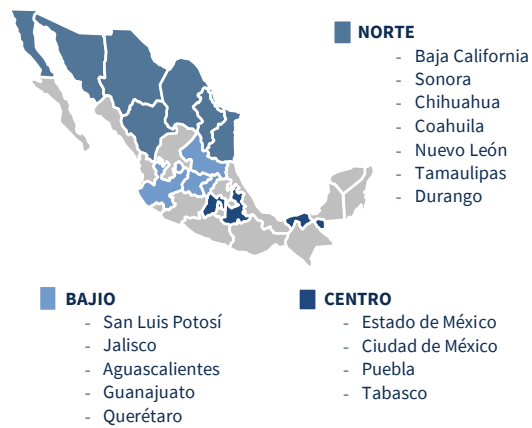 NORTE
- Baja California
- Sonora
- Chihuahua
- Coahuila
- Nuevo León
- Tamaulipas
- Durango
BAJIO
- San Luis Potosí
- Jalisco
- Aguascalientes
- Guanajuato
- Querétaro
CENTRO
- Estado de México
- Ciudad de México
- Puebla
- Tabasco